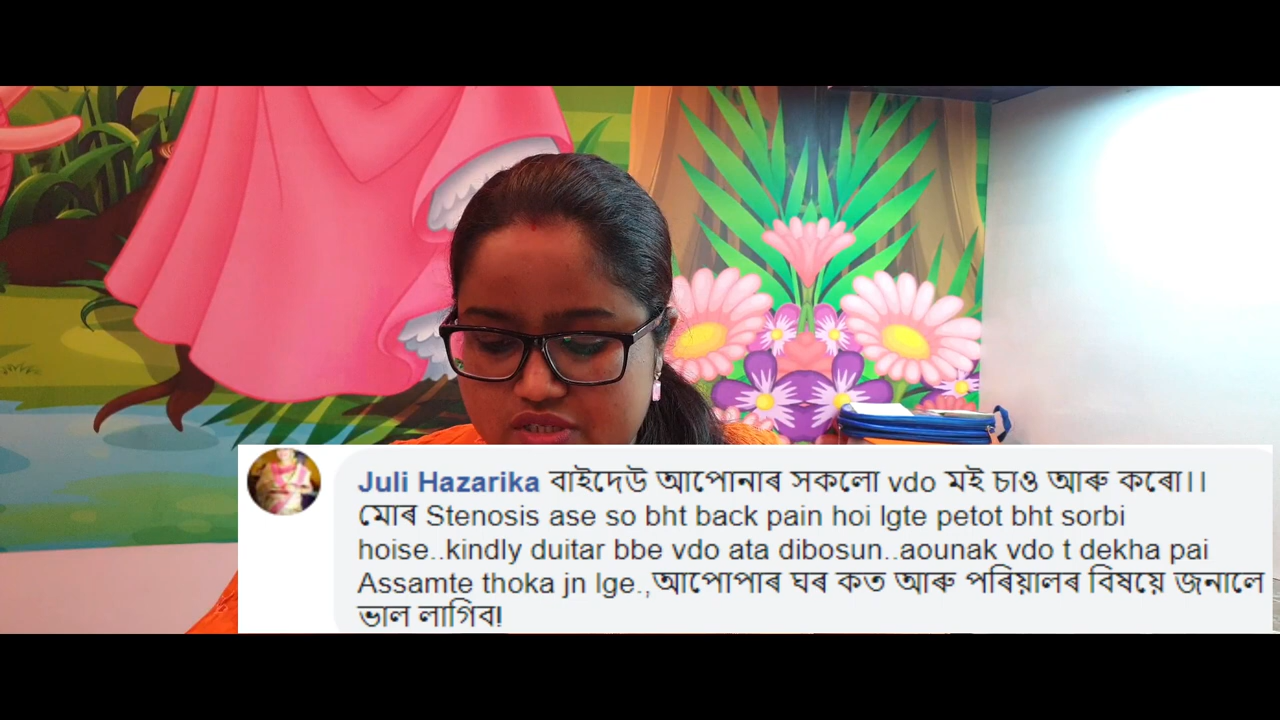 Juli Hazarika বাইদেউ আপোনাৰ সকলো vdo মই চাও আৰু কৰো।।
মোৰ Stenosis ase so bht back pain hoi lgte petot bht sorbi
hoise..kindly duitar bbe vdo ata dibosun..aounak vdo t dekha pai
Assamte thoka jn lge.,আপোপাৰ ঘৰ কত আৰু পৰিয়ালৰ বিষয়ে জনালে
ভাল লাগিব!